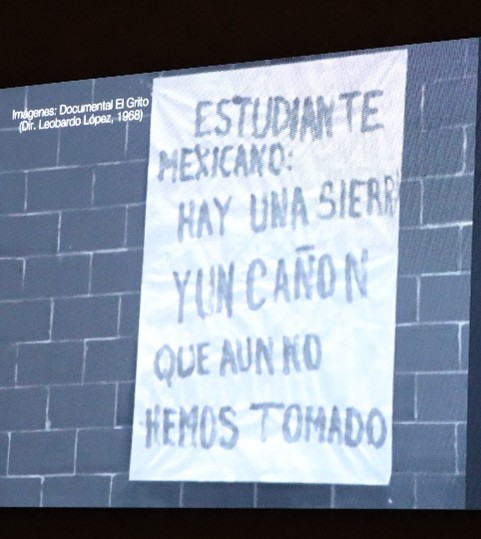 Imágenes: Documental El Grito
(Dir. Leobardo López, 1968)
ESTUDIANTE
MEXICANO:
HAY UNA SIERR
Y UN CAÑON
QUE AUN NO
HEMOS TOMADO